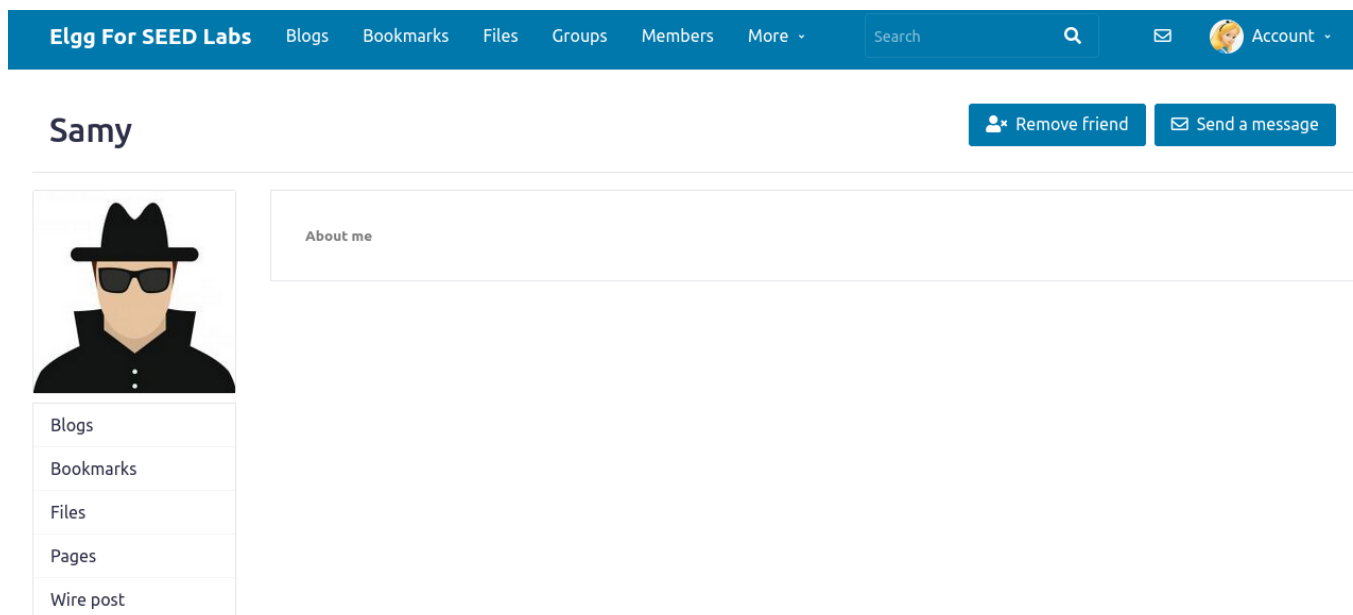 Elgg For SEED Labs Blogs Bookmarks Files Groups Members More Search Account
Samy Remove friend Send a message
About me
Blogs
Bookmarks
Files
Pages
Wire post